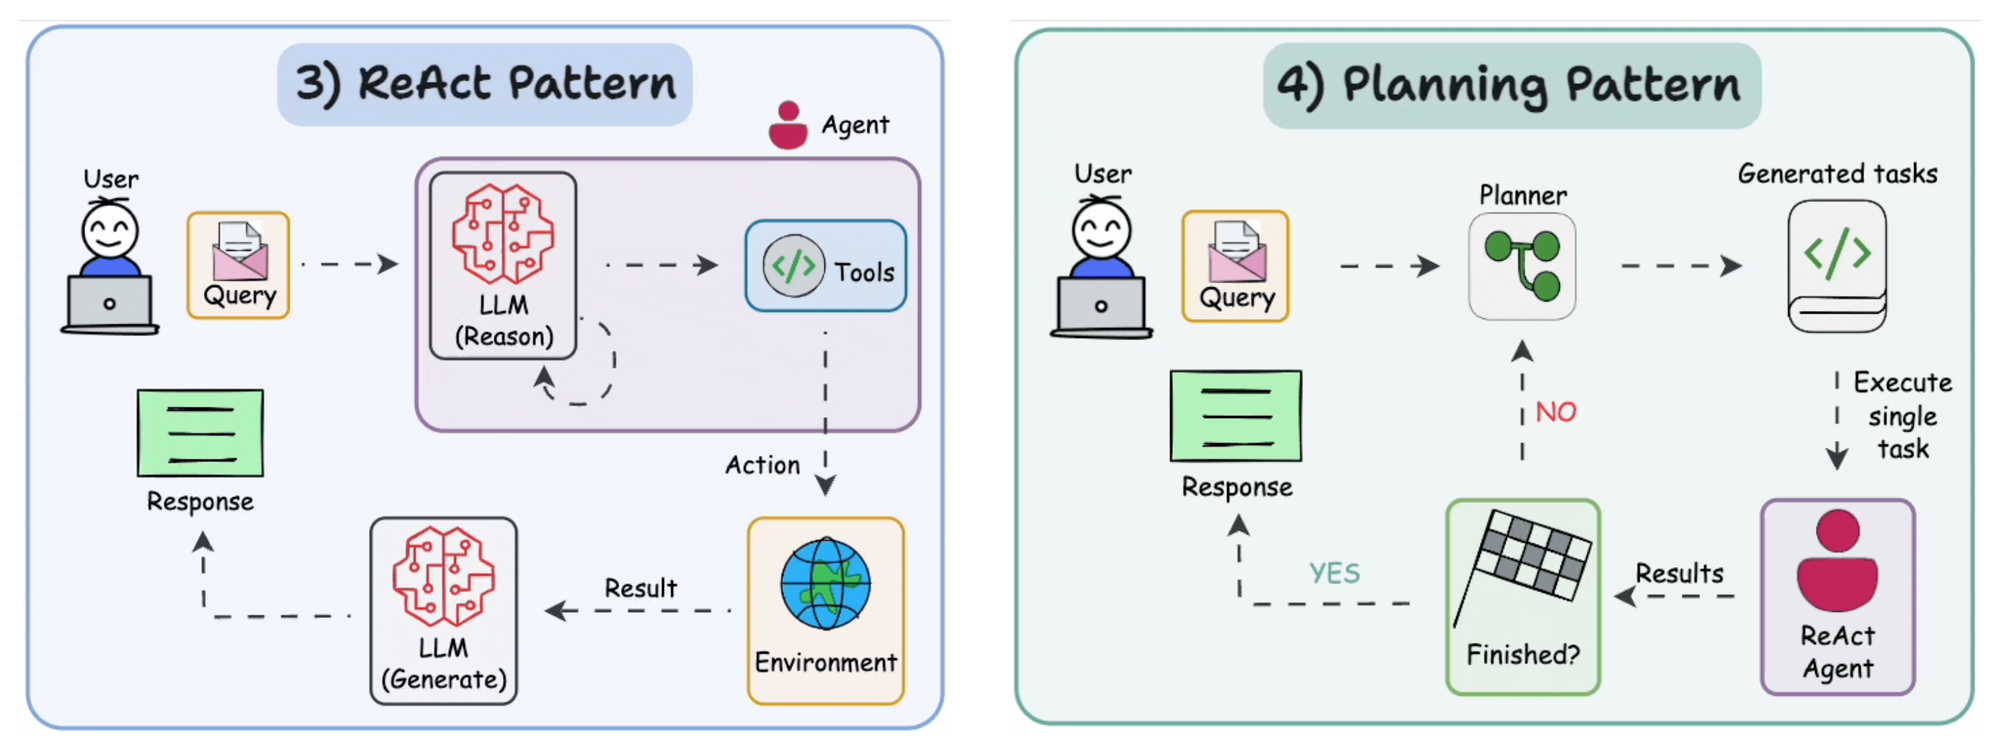 3) ReAct Pattern
Agent
User
Query
LLM
(Reason)
Tools
Action
Response
LLM
(Generate)
Result
Environment
4) Planning Pattern
User
Query
Planner
Generated tasks
Execute
single
task
NO
Response
YES
Finished?
Results
ReAct
Agent